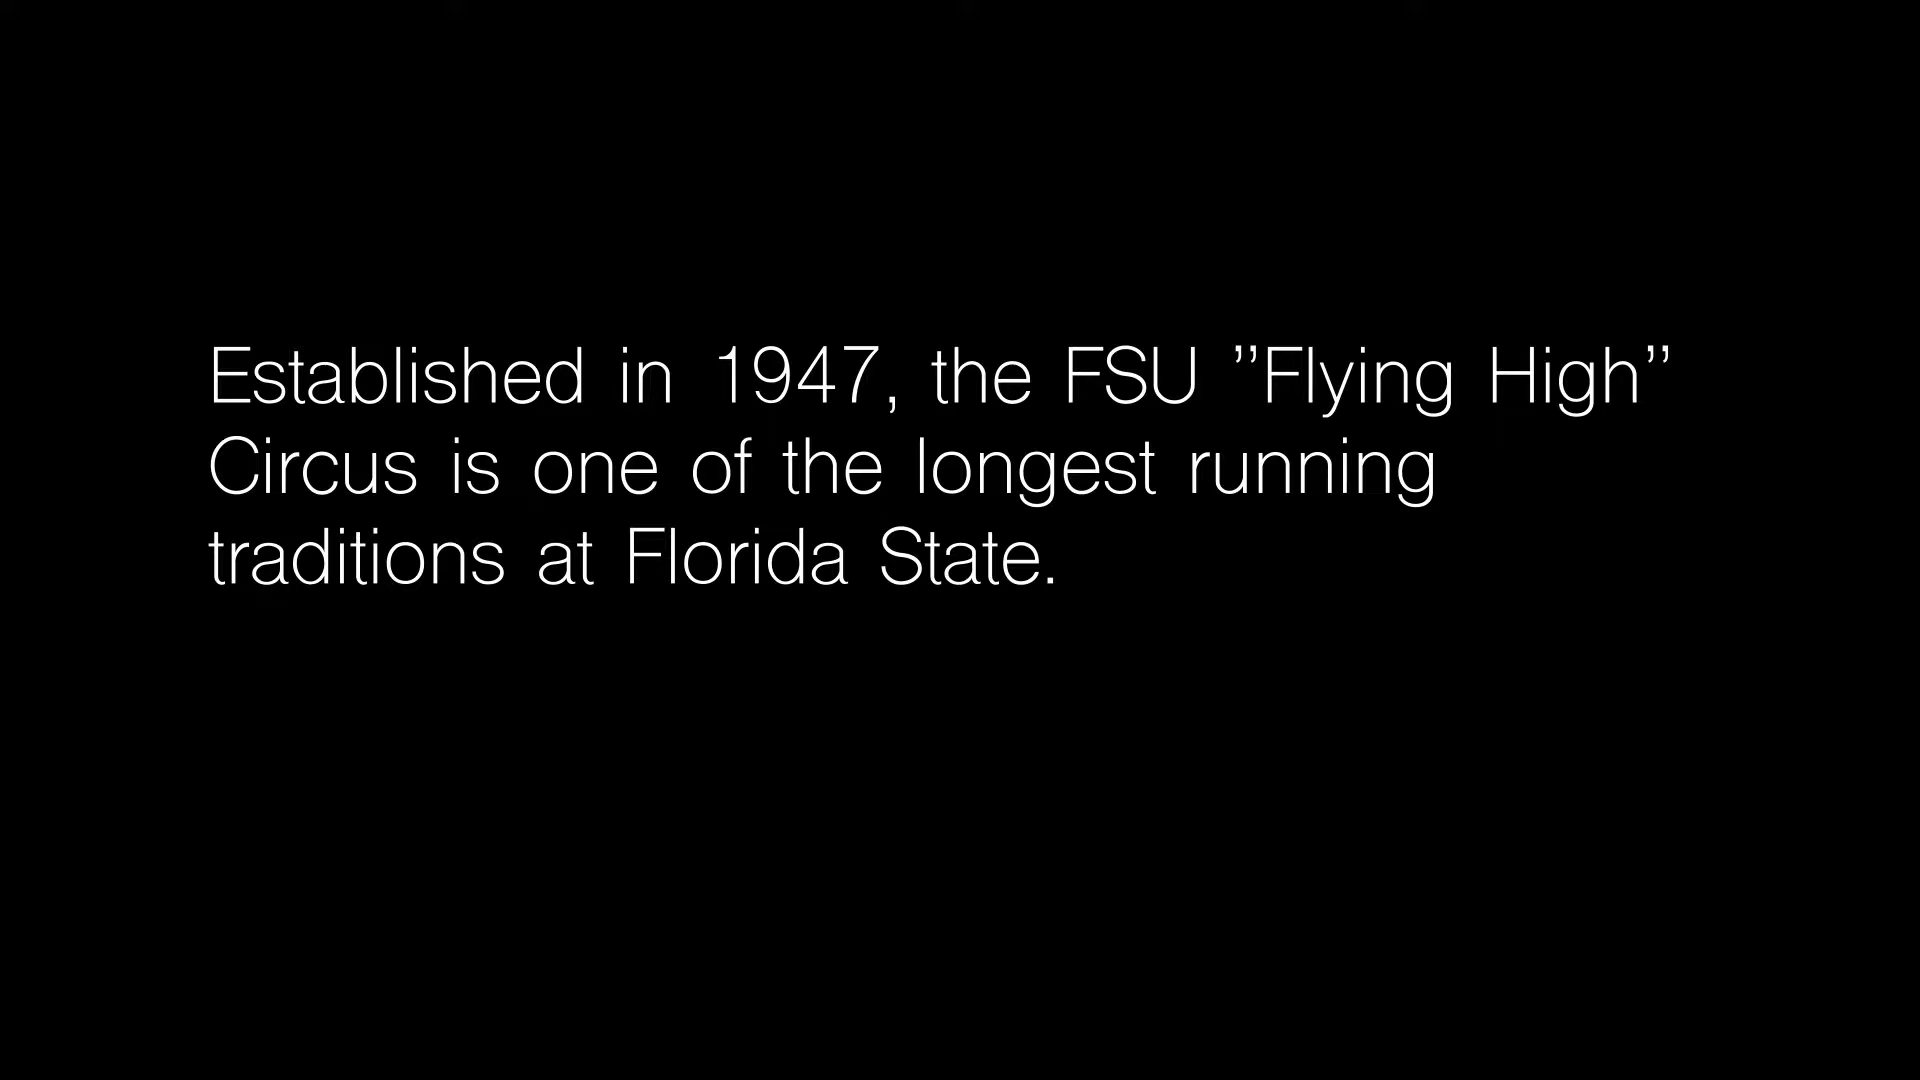 Established in 1947, the FSU ”Flying High”
Circus is one of the longest running
traditions at Florida State.